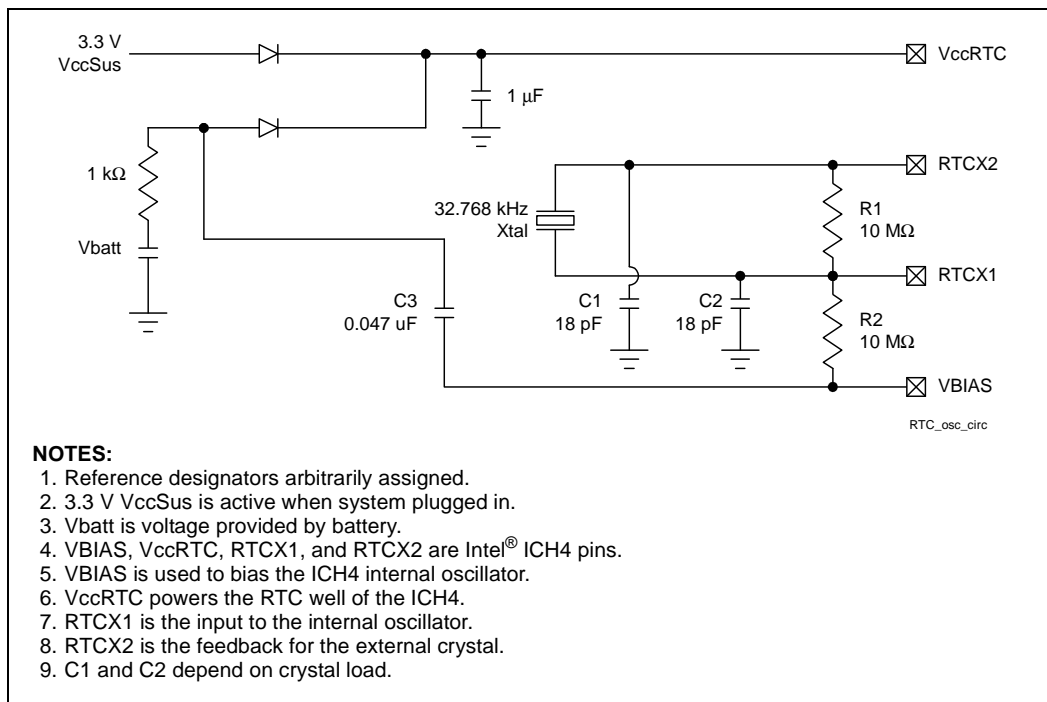 3.3 V
VccSus
VccRTC
1 μF
1 kΩ
Vbatt
RTCX2
32.768 kHz
Xtal
R1
10 MΩ
RTCX1
C3
0.047 uF
C1
18 pF
C2
18 pF
R2
10 MΩ
VBIAS
RTC_osc_circ
NOTES:
1. Reference designators arbitrarily assigned.
2. 3.3 V VccSus is active when system plugged in.
3. Vbatt is voltage provided by battery.
4. VBIAS, VccRTC, RTCX1, and RTCX2 are Intel® ICH4 pins.
5. VBIAS is used to bias the ICH4 internal oscillator.
6. VccRTC powers the RTC well of the ICH4.
7. RTCX1 is the input to the internal oscillator.
8. RTCX2 is the feedback for the external crystal.
9. C1 and C2 depend on crystal load.